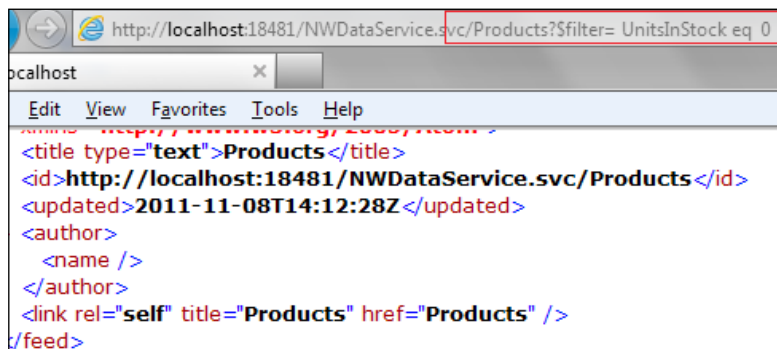 http://localhost:18481/NWDataService.svc/Products?$filter= UnitsInStock eq 0
ocalhost
Edit View Favorites Tools Help
<title type="text">Products</title>
<id>http://localhost:18481/NWDataService.svc/Products</id>
<updated>2011-11-08T14:12:28Z</updated>
<author>
<name />
</author>
<link rel="self" title="Products" href="Products" />
</feed>